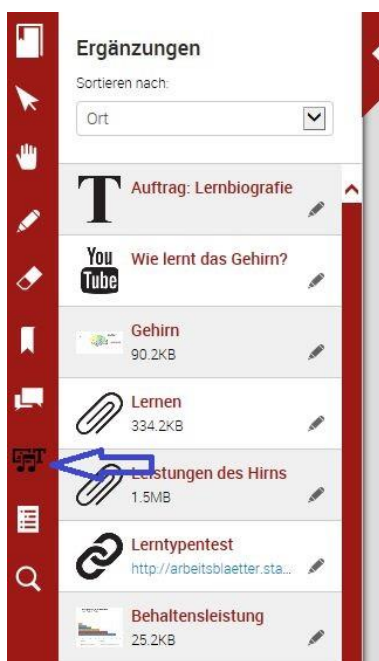 Ergänzungen
Sortieren nach:
Ort
T
Auftrag: Lernbiografie
You
Tube
Wie lernt das Gehirn?
Gehirn
90.2KB
Lernen
334.2KB
Leistungen des Hirns
1.5MB
Lerntypentest
http://arbeitsblaetter.sta...
Behaltensleistung
25.2KB